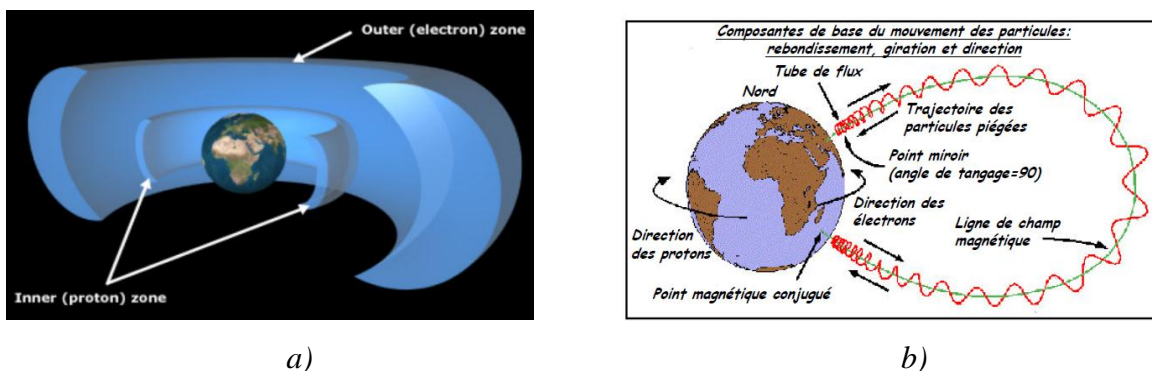 Outer (electron) zone
Inner (proton) zone
a)
Composantes de base du mouvement des particules:
rebondissement, giration et direction
Tube de flux
Nord
Trajectoire des
particules piégées
Point miroir
(angle de tangage=90)
Direction des
électrons
Ligne de champ
magnétique
Direction
des protons
Point magnétique conjugué
b)